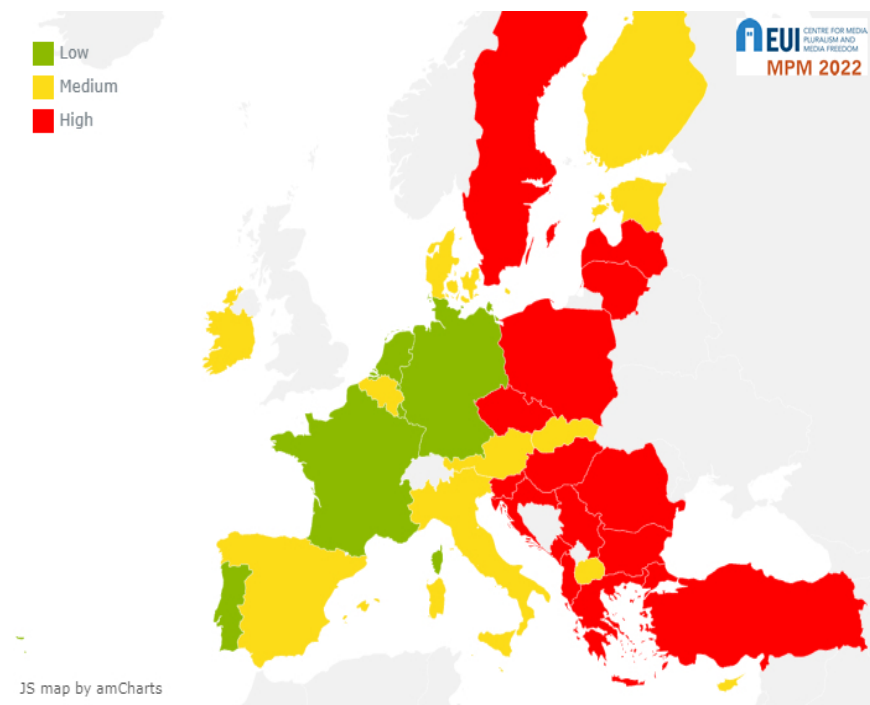 Low
Medium
High
EUI
CENTRE FOR MEDIA
PLURALISM AND
MEDIA FREEDOM
MPM 2022
JS map by amCharts